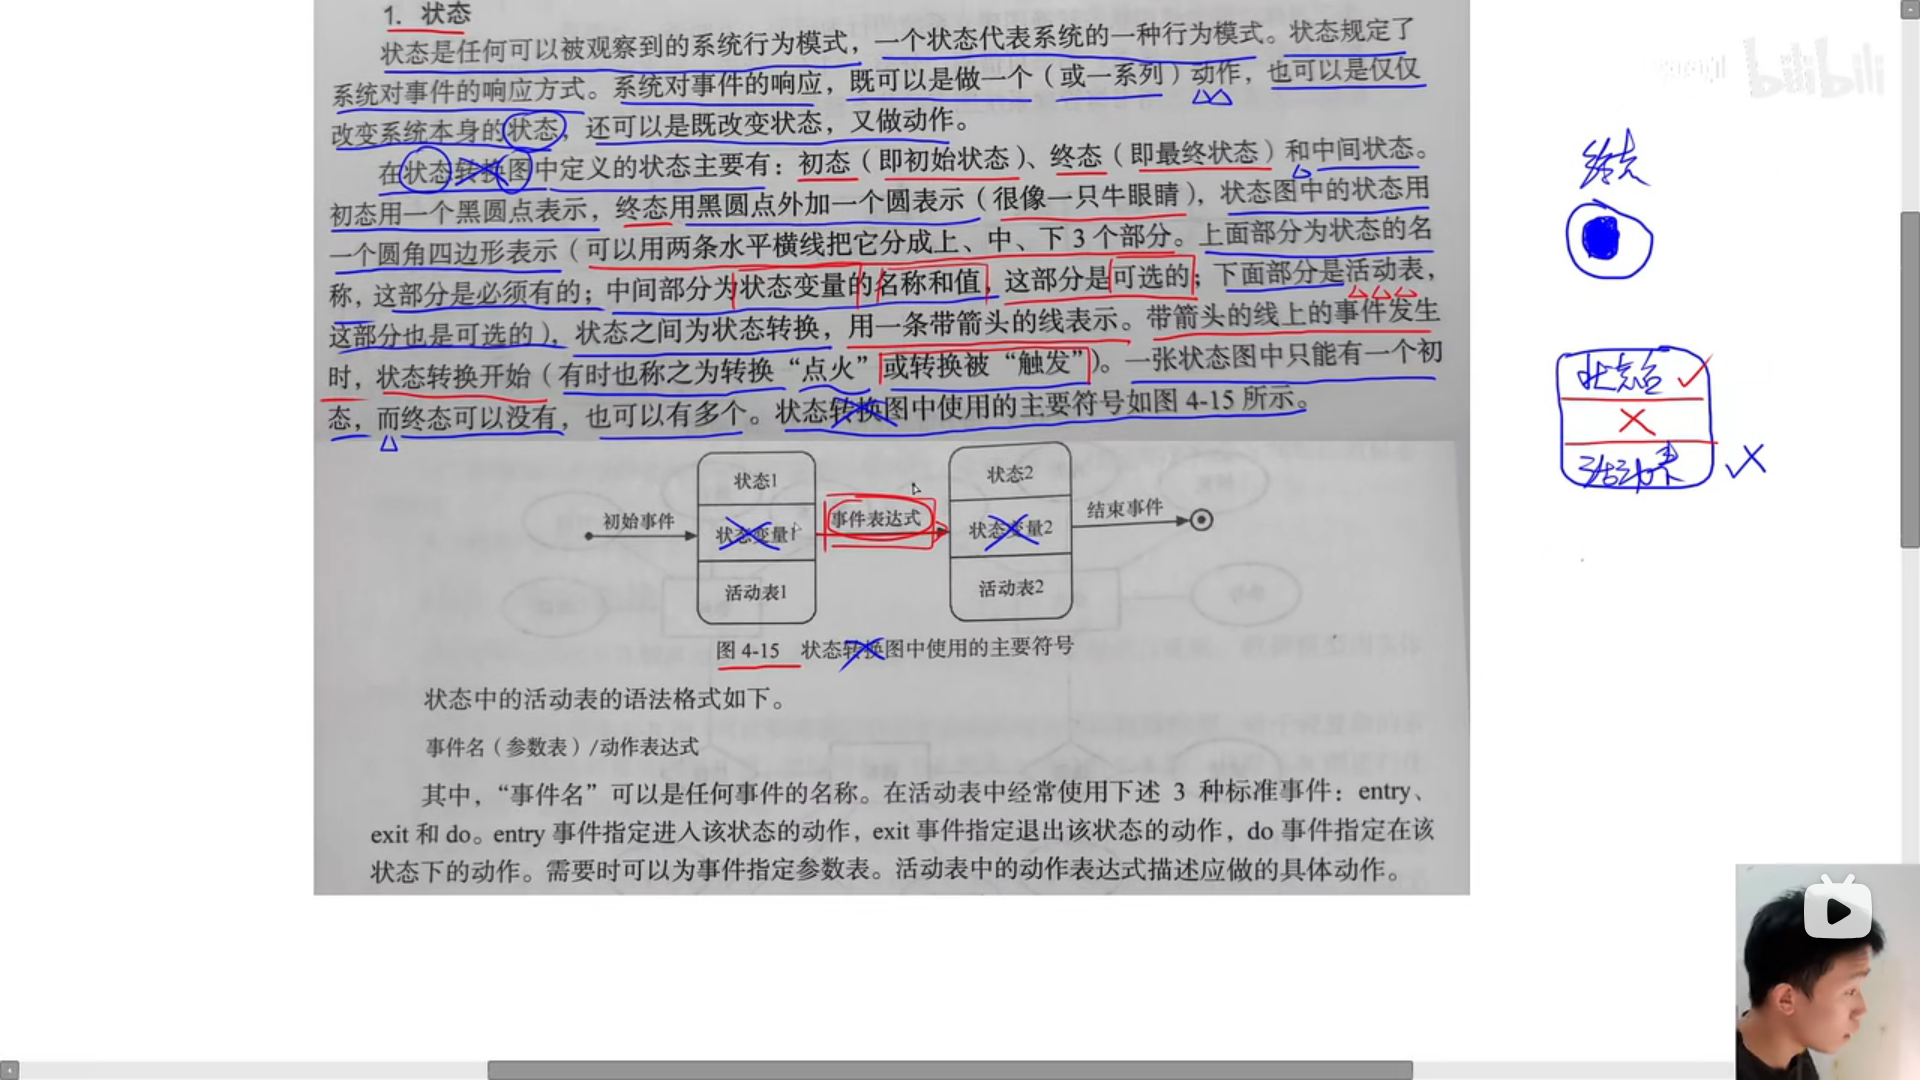 1. 状态
状态是任何可以被观察到的系统行为模式，一个状态代表系统的一种行为模式。状态规定了
系统对事件的响应方式。系统对事件的响应，既可以是做一个（或一系列）动作，也可以是仅仅
改变系统本身的状态，还可以是既改变状态，又做动作。
在状态转换图中定义的状态主要有：初态（即初始状态）、终态（即最终状态）和中间状态。
初态用一个黑圆点表示，终态用黑圆点外加一个圆表示（很像一只牛眼睛），状态图中的状态用
一个圆角四边形表示（可以用两条水平横线把它分成上、中、下 3 个部分。上面部分为状态的名
称，这部分是必须有的；中间部分为状态变量的名称和值，这部分是可选的；下面部分是活动表，
这部分也是可选的），状态之间为状态转换，用一条带箭头的线表示。带箭头的线上的事件发生
时，状态转换开始（有时也称之为转换“点火”或转换被“触发”）。一张状态图中只能有一个初
态，而终态可以没有，也可以有多个。状态转换图中使用的主要符号如图 4-15 所示。
初始事件
状态1
状态变量1
活动表1
事件表达式
状态2
状态变量2
活动表2
结束事件
图 4-15 状态转换图中使用的主要符号
状态中的活动表的语法格式如下。
事件名（参数表）/动作表达式
其中，“事件名”可以是任何事件的名称。在活动表中经常使用下述 3 种标准事件：entry、
exit 和 do。entry 事件指定进入该状态的动作，exit 事件指定退出该状态的动作，do 事件指定在该
状态下的动作。需要时可以为事件指定参数表。活动表中的动作表达式描述应做的具体动作。
bilibili
终态
状态名
活动表